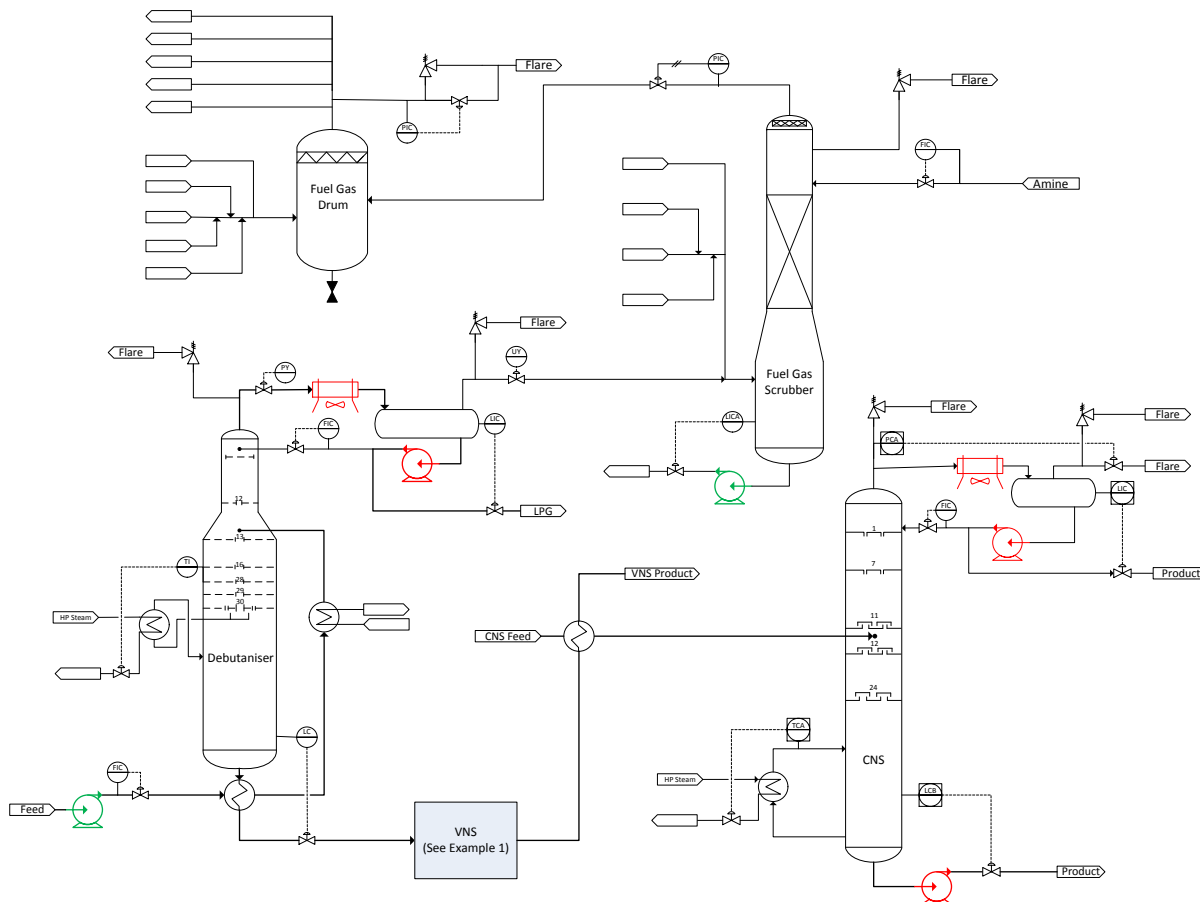 Flare
PIC
Flare
PIC
FIC
Amine
Fuel Gas
Drum
Flare
Flare
PY
UY
FIC
LIC
LPG
Fuel Gas
Scrubber
LICA
Flare
Flare
PCA
Flare
LIC
FIC
Product
12
13
16
28
29
30
TI
HP Steam
Debutaniser
LC
FIC
Feed
VNS Product
CNS Feed
VNS
(See Example 1)
1
7
11
12
24
TCA
HP Steam
CNS
LCB
Product